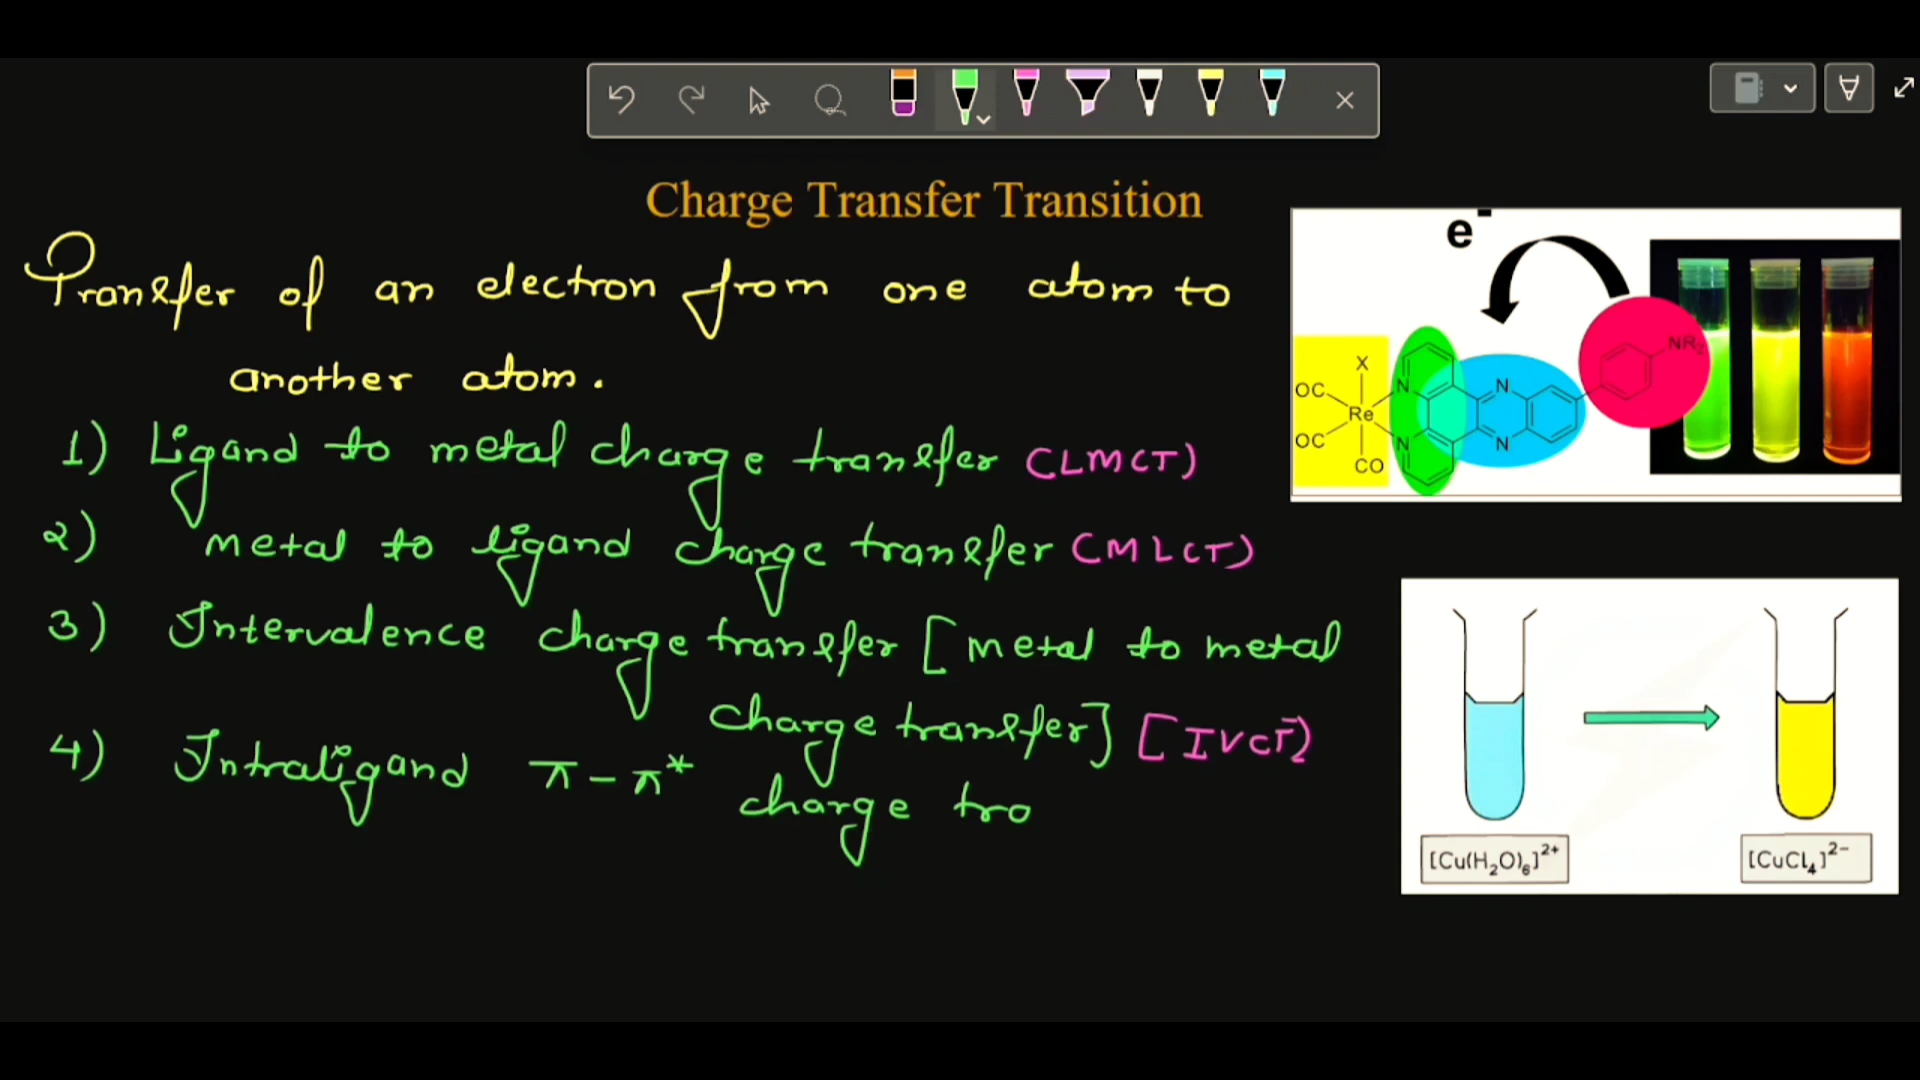 Charge Transfer Transition
Transfer of an electron from one atom to
another atom.
1) Ligand to metal charge transfer (LMCT)
2) metal to ligand charge transfer (MLCT)
3) Intervalence charge transfer [metal to metal
charge transfer] [IVCT)
4) Intraligand π-π* charge tra
e⁻
X
OC
Re
OC
CO
N
N
N
N
NR₂
[Cu(H₂O)₆]²⁺
[CuCl₄]²⁻